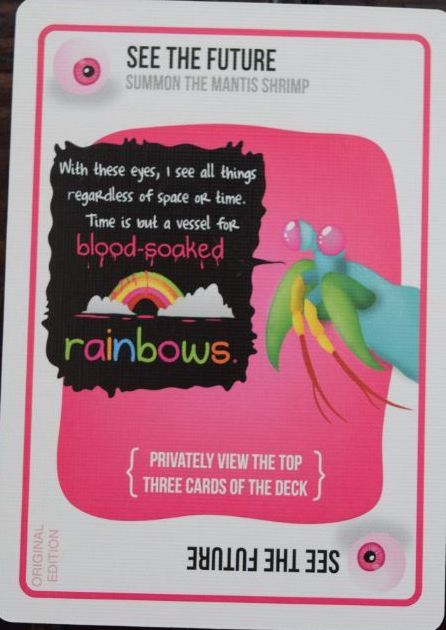 SEE THE FUTURE
SUMMON THE MANTIS SHRIMP
With these eyes, I see all things
regardless of space or time.
Time is but a vessel for
blood-soaked
rainbows.
PRIVATELY VIEW THE TOP
THREE CARDS OF THE DECK
ORIGINAL
EDITION
SEE THE FUTURE